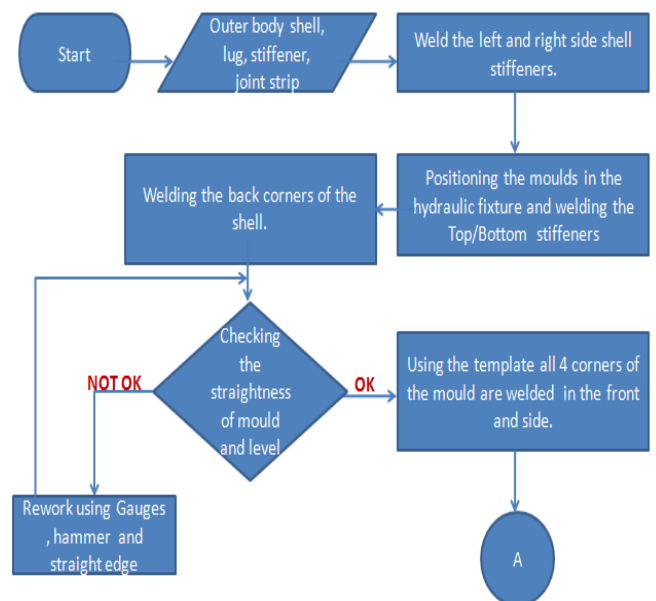 Start
Outer body shell,
lug, stiffener,
joint strip
Weld the left and right side shell
stiffeners.
Positioning the moulds in the
hydraulic fixture and welding the
Top/Bottom stiffeners
Welding the back corners of the
shell.
Checking
the
straightness
of mould
and level
NOT OK
OK
Using the template all 4 corners of
the mould are welded in the front
and side.
Rework using Gauges
, hammer and
straight edge
A